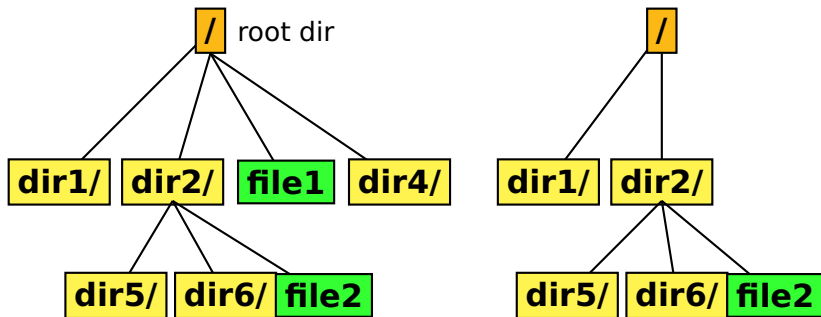 / root dir /
dir1/ dir2/ file1 dir4/ dir1/ dir2/
dir5/ dir6/ file2 dir5/ dir6/ file2